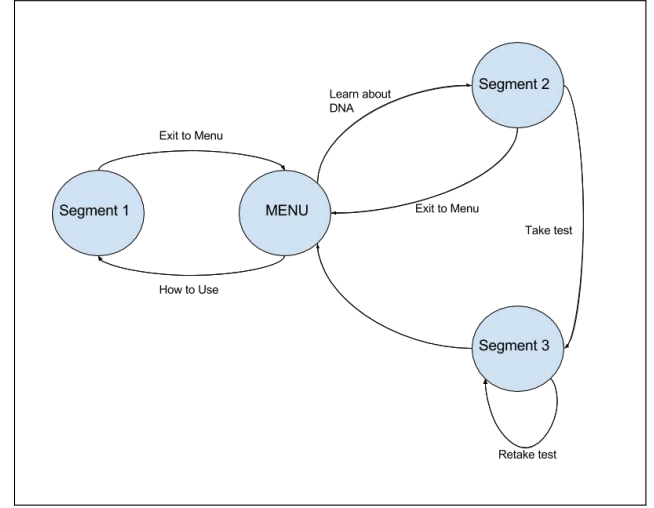 Segment 2
Learn about
DNA
Exit to Menu
Segment 1
MENU
Exit to Menu
Take test
How to Use
Segment 3
Retake test